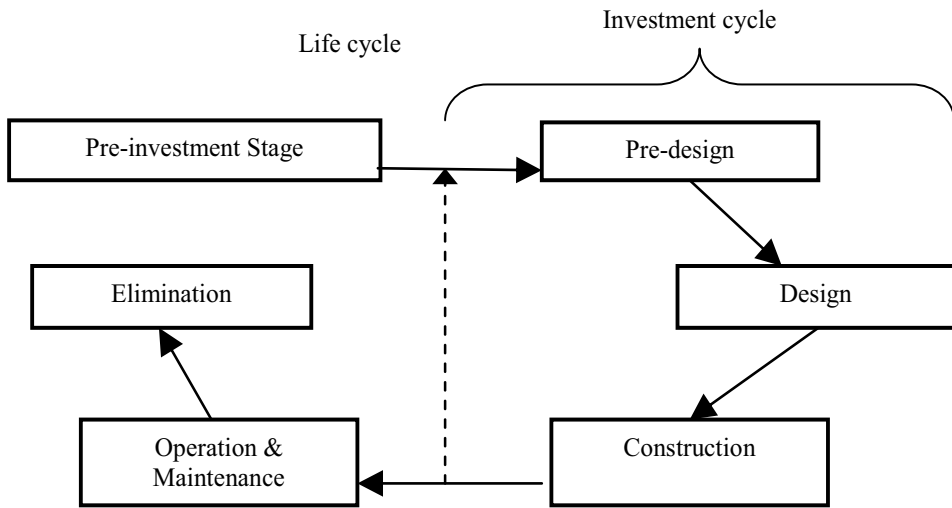 Investment cycle
Life cycle
Pre-investment Stage
Pre-design
Elimination
Design
Operation &
Maintenance
Construction